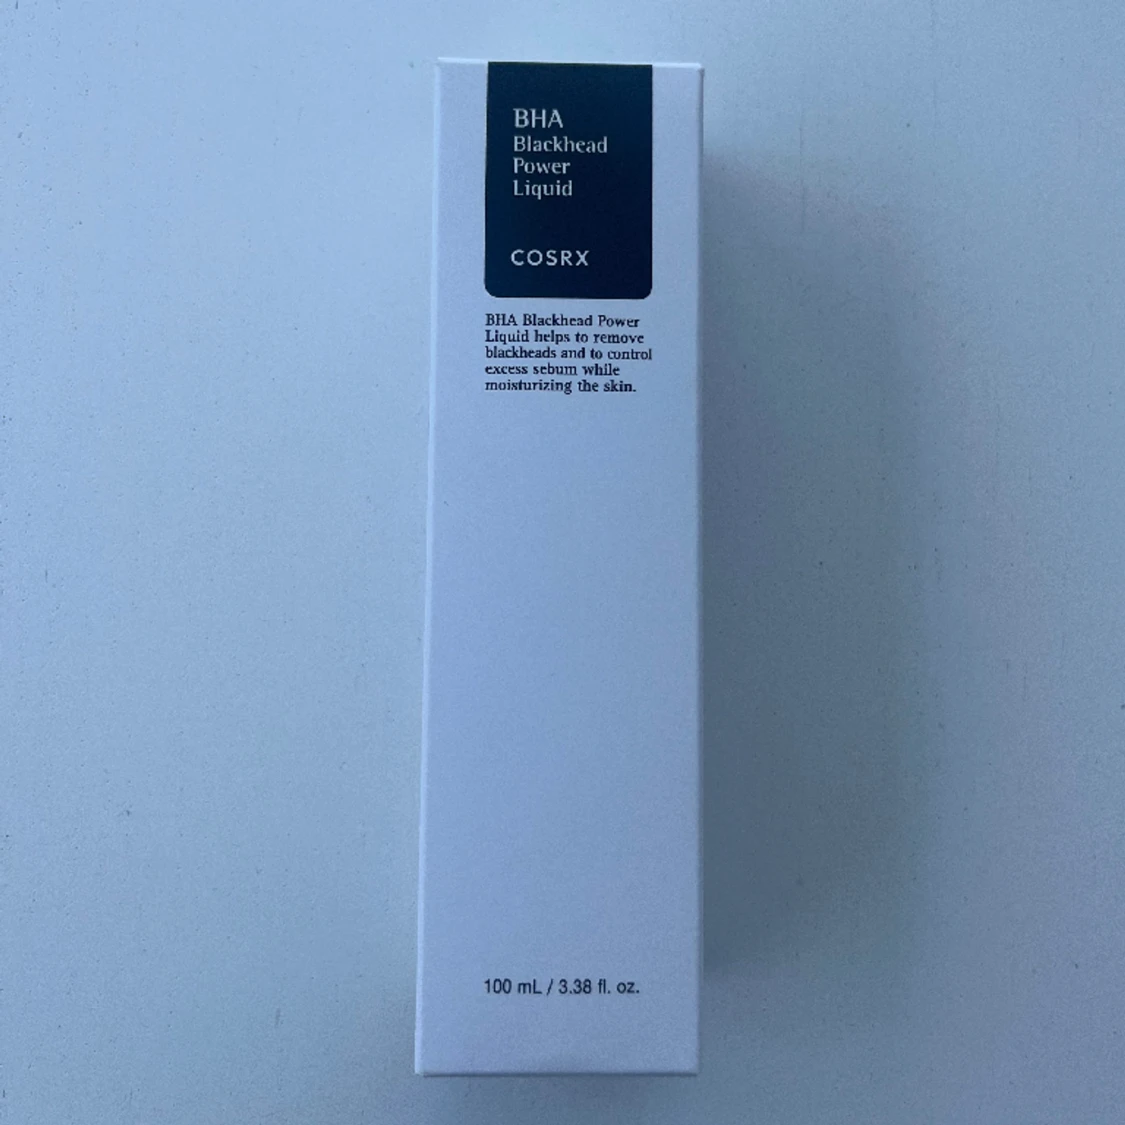 BHA
Blackhead
Power
Liquid
COSRX
BHA Blackhead Power
Liquid helps to remove
blackheads and to control
excess sebum while
moisturizing the skin.
100 mL / 3.38 fl. oz.